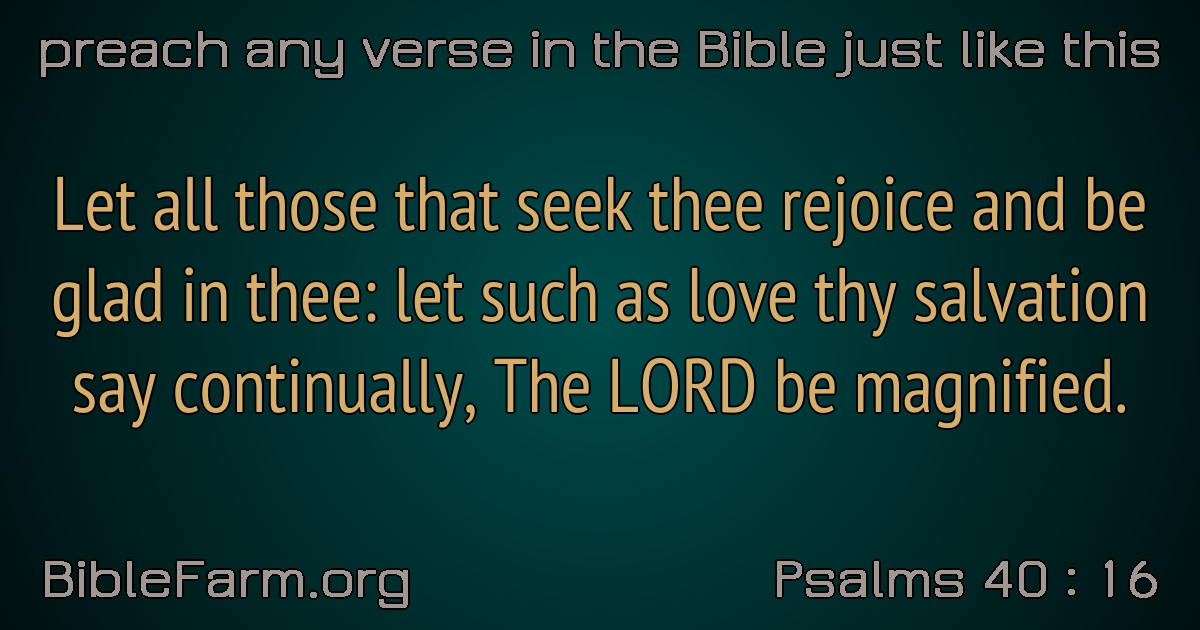 preach any verse in the Bible just like this
Let all those that seek thee rejoice and be
glad in thee: let such as love thy salvation
say continually, The LORD be magnified.
BibleFarm.org
Psalms 40 : 16